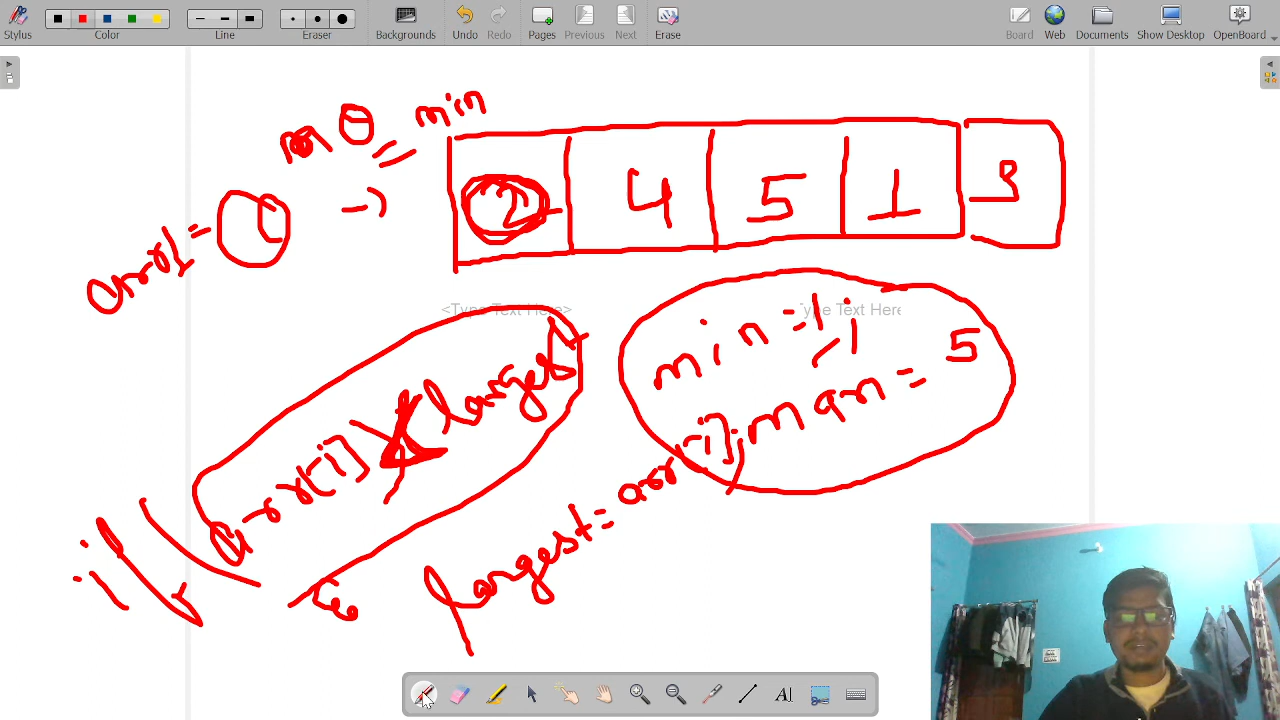 Stylus Color Line Eraser Backgrounds Undo Redo Pages Previous Next Erase Board Web Documents Show Desktop OpenBoard
min
arr1 =
2 4 5 1 3
<Type Text Here>
Type Text Here
min = 1;
max = 5
if(arr[i] < largest
largest = arr[i];
A